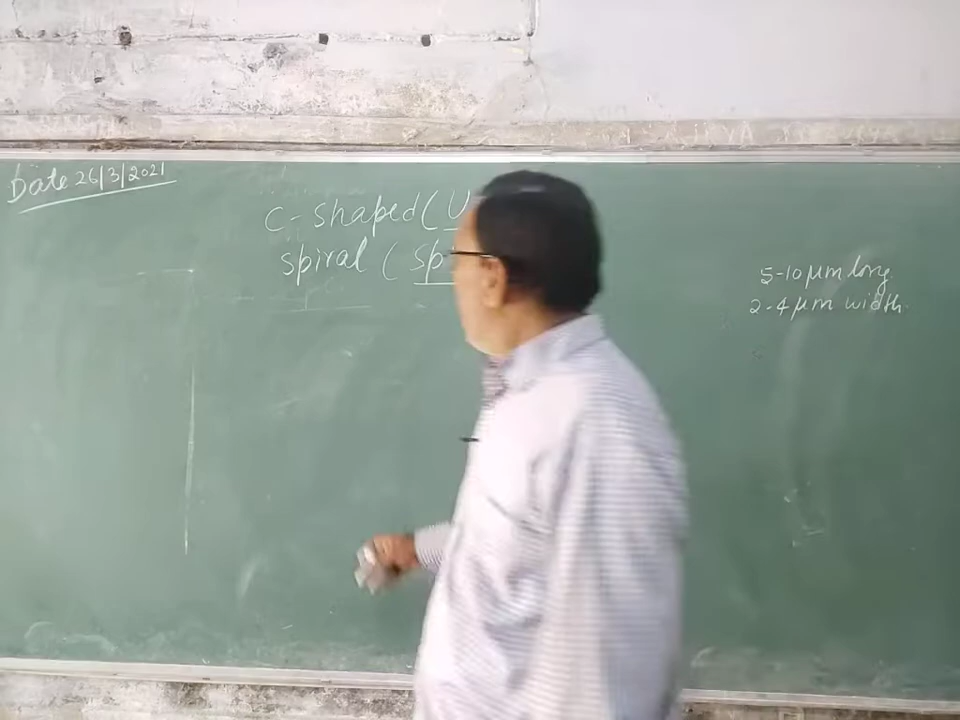 Date 26/3/2021
C-shaped (U
spiral (sp
5-10 μm long
2-4 μm width.